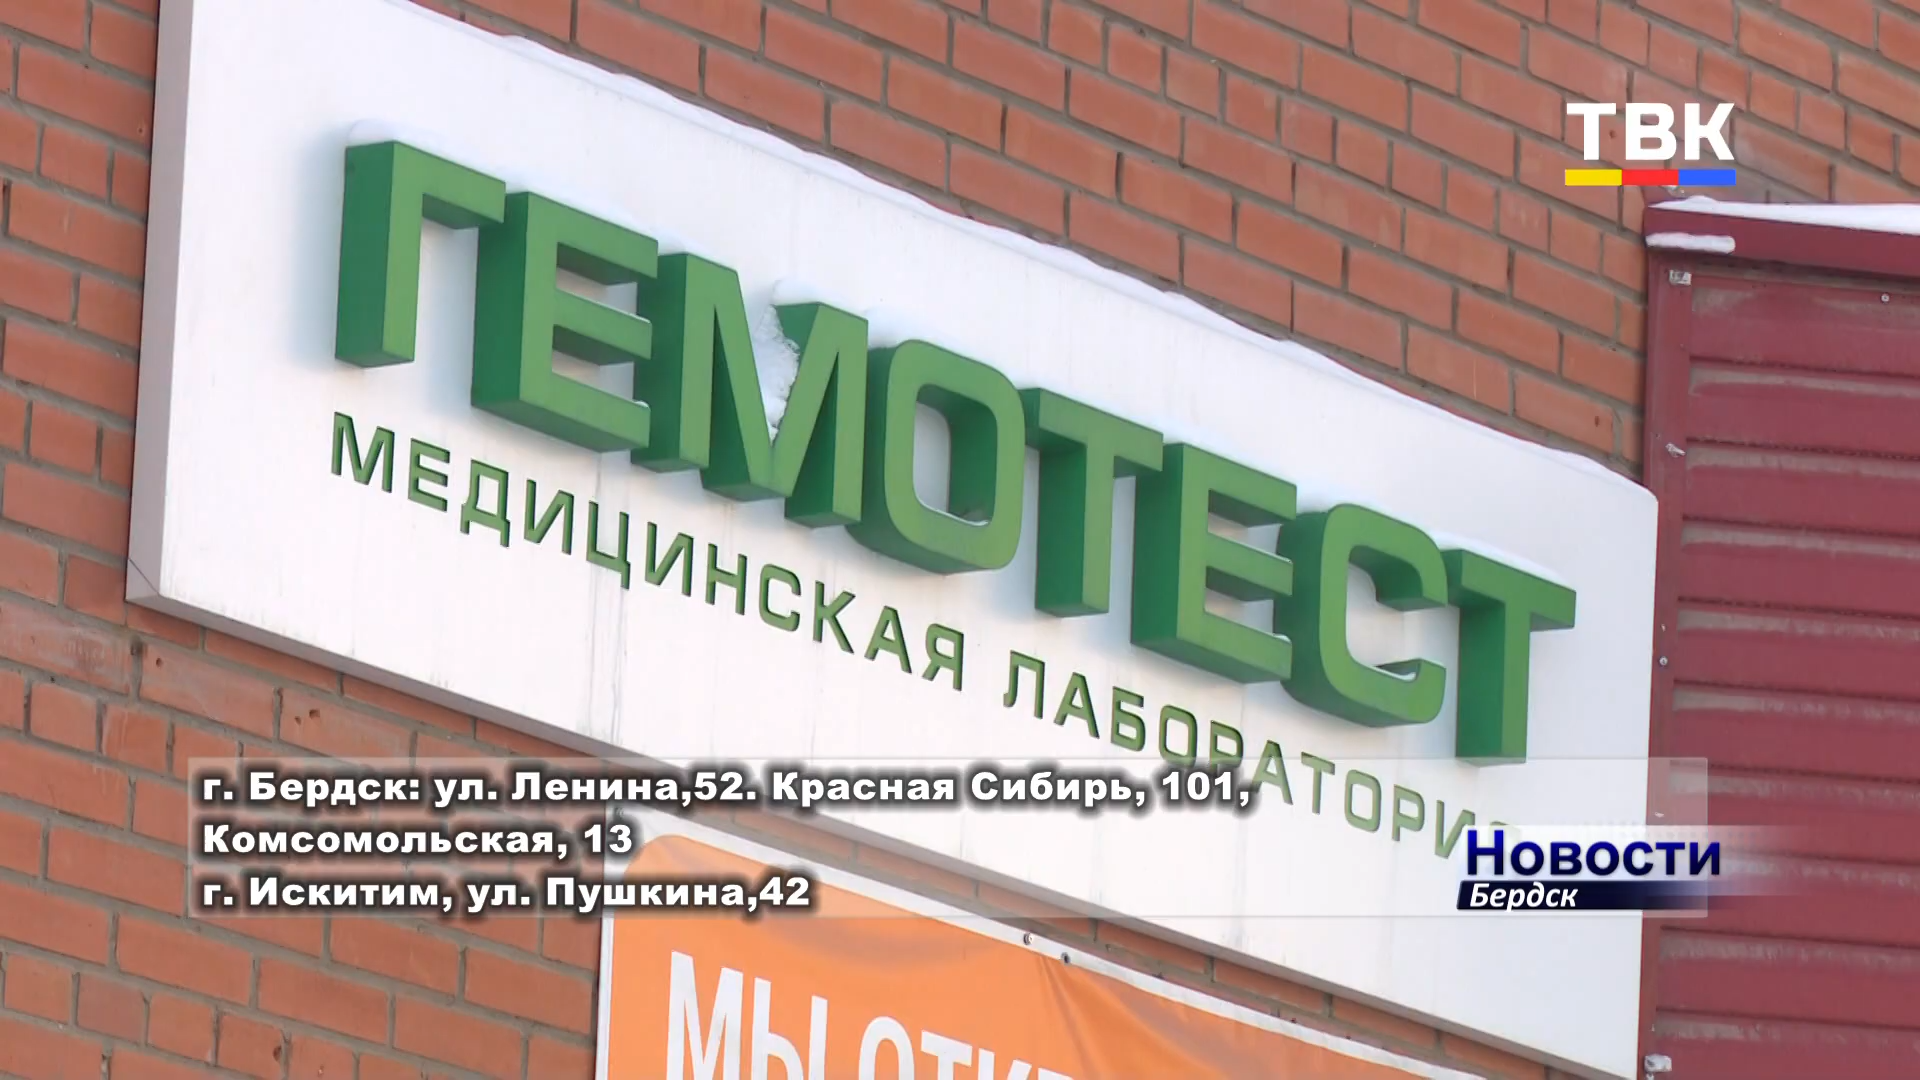 ТВК
ГЕМОТЕСТ
МЕДИЦИНСКАЯ ЛАБОРАТОРИЯ
г. Бердск: ул. Ленина,52. Красная Сибирь, 101,
Комсомольская, 13
г. Искитим, ул. Пушкина,42
Новости
Бердск
МЫ